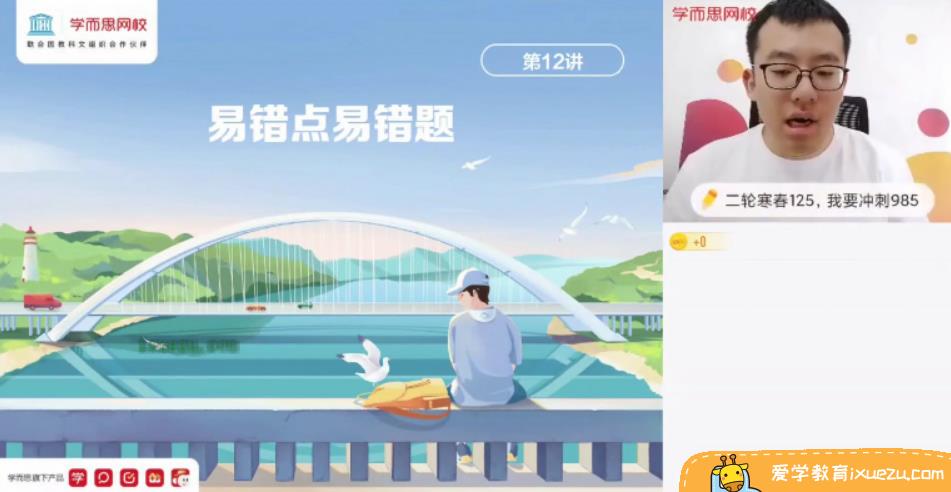 学而思网校
联合国教科文组织合作伙伴
第12讲
易错点易错题
学而思网校
二轮寒春125，我要冲刺985
+0
学而思旗下产品
学
爱学教育ixuezu.com